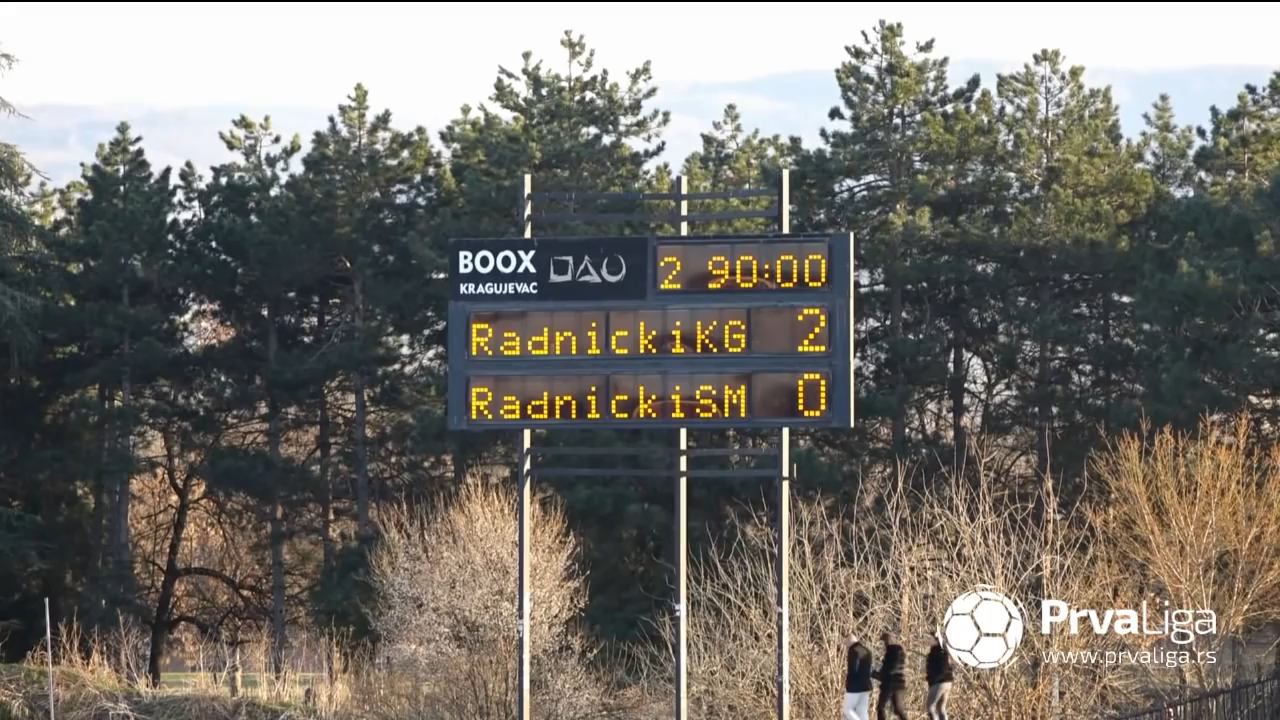 BOOX
KRAGUJEVAC
2 90:00
RadnickiKG 2
RadnickiSM 0
PrvaLiga
www.prvaliga.rs